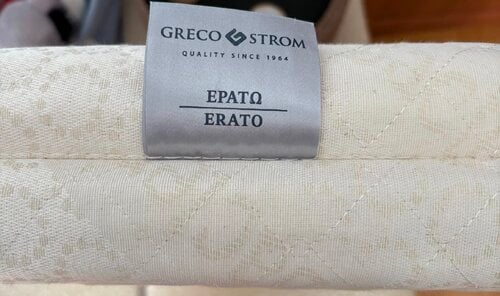 GRECO STROM
QUALITY SINCE 1964
ΕΡΑΤΩ
ERATO